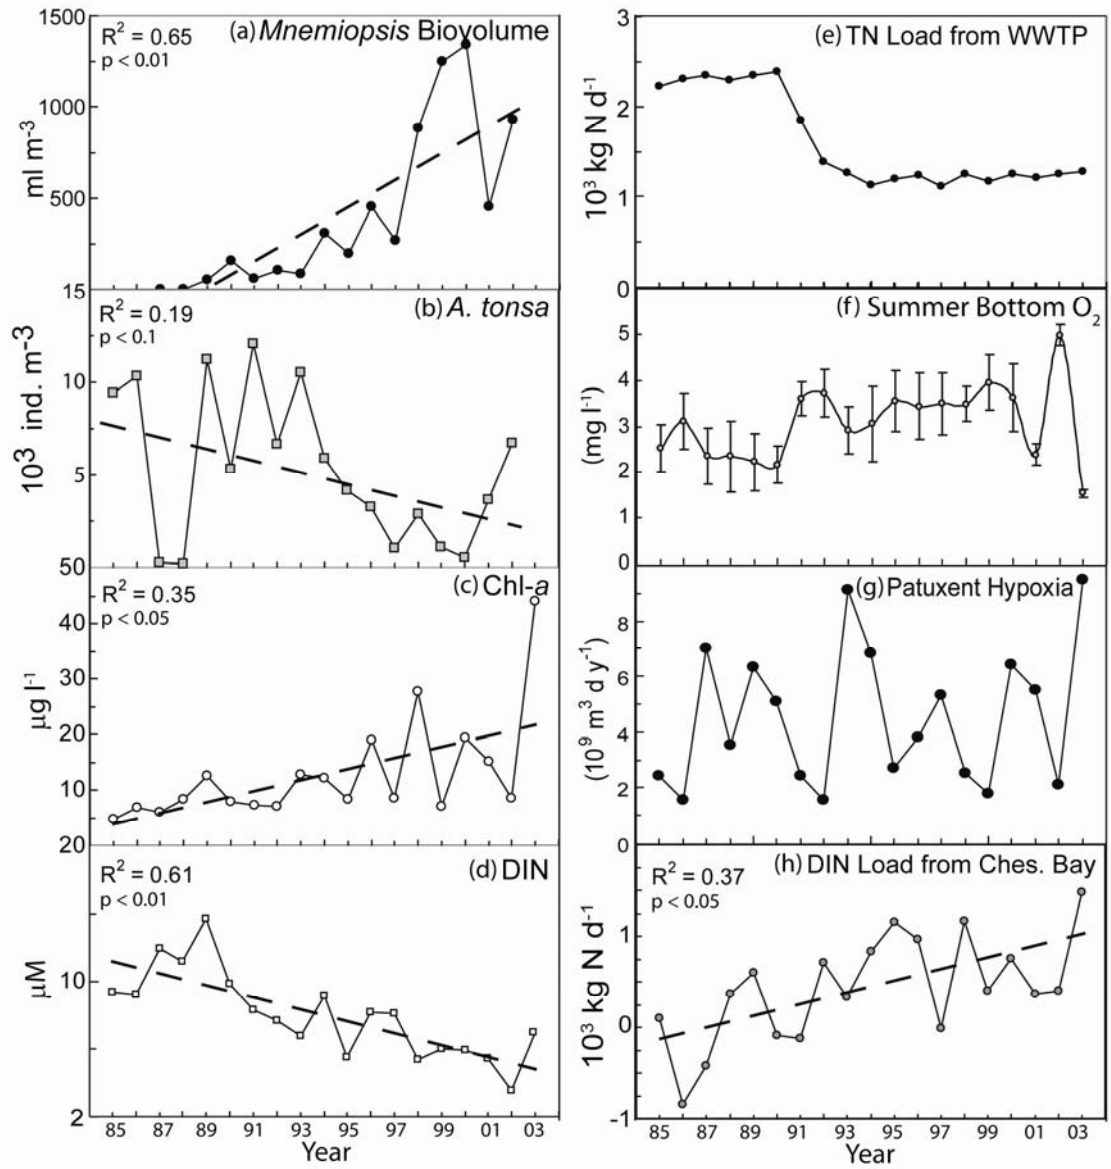 1500
R² = 0.65
p < 0.01
(a) Mnemiopsis Biovolume
1000
500
ml m⁻³
15
R² = 0.19
p < 0.1
(b) A. tonsa
10
5
10³ ind. m⁻³
50
R² = 0.35
p < 0.05
(c) Chl-a
40
30
20
10
µg l⁻¹
20
R² = 0.61
p < 0.01
(d) DIN
10
2
µM
85 87 89 91 93 95 97 99 01 03
Year
3
(e) TN Load from WWTP
2
1
0
10³ kg N d⁻¹
(f) Summer Bottom O₂
5
4
3
2
1
0
(mg l⁻¹)
(g) Patuxent Hypoxia
8
6
4
2
0
(10⁹ m³ d y⁻¹)
(h) DIN Load from Ches. Bay
R² = 0.37
p < 0.05
1
0
-1
10³ kg N d⁻¹
85 87 89 91 93 95 97 99 01 03
Year